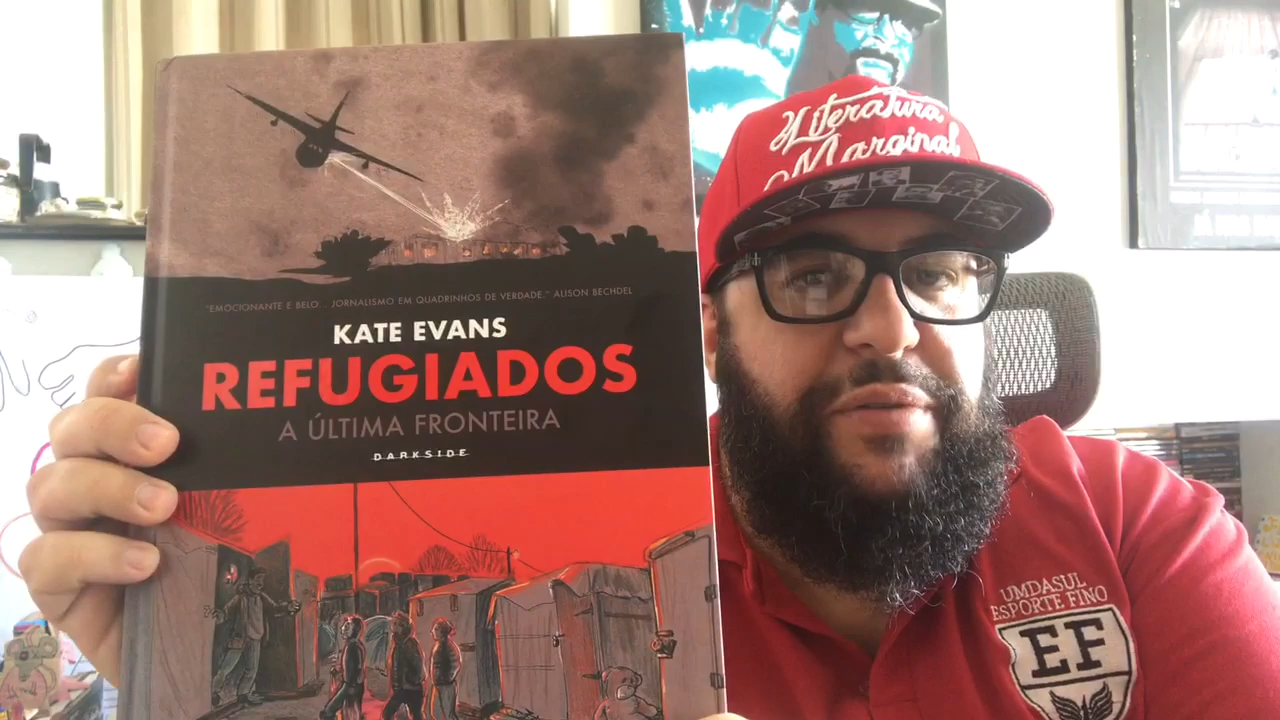 "EMOCIONANTE E BELO... JORNALISMO EM QUADRINHOS DE VERDADE." ALISON BECHDEL
KATE EVANS
REFUGIADOS
A ÚLTIMA FRONTEIRA
DARKSIDE
Literatura
Marginal
UMDASUL
ESPORTE FINO
EF